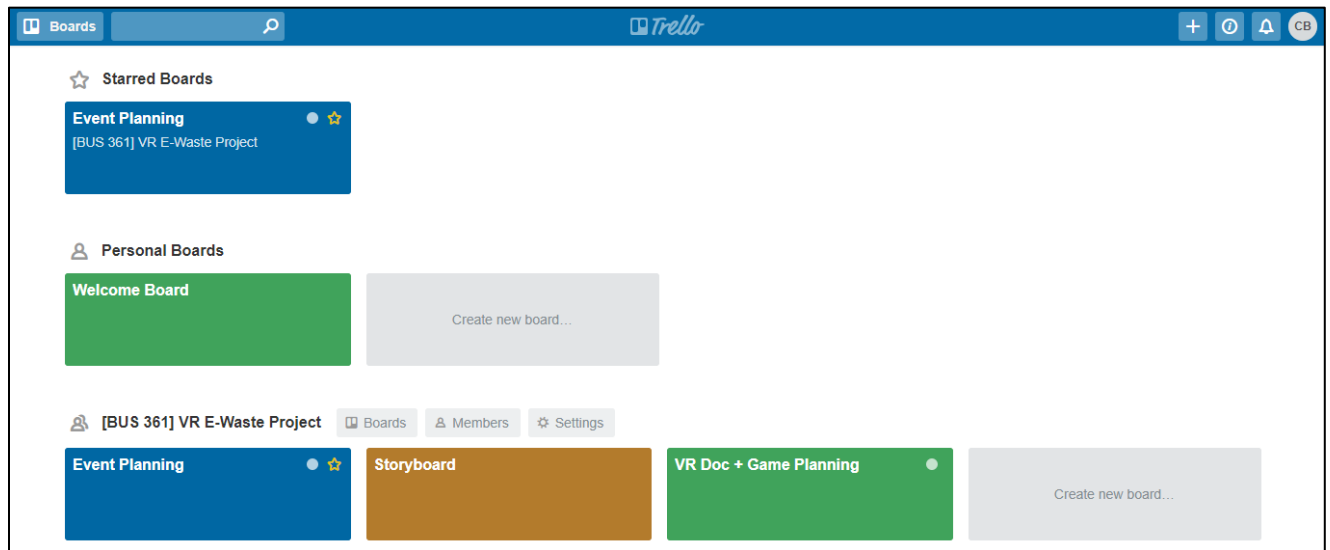 Boards
Trello
CB
Starred Boards
Event Planning
[BUS 361] VR E-Waste Project
Personal Boards
Welcome Board
Create new board...
[BUS 361] VR E-Waste Project
Boards
Members
Settings
Event Planning
Storyboard
VR Doc + Game Planning
Create new board...